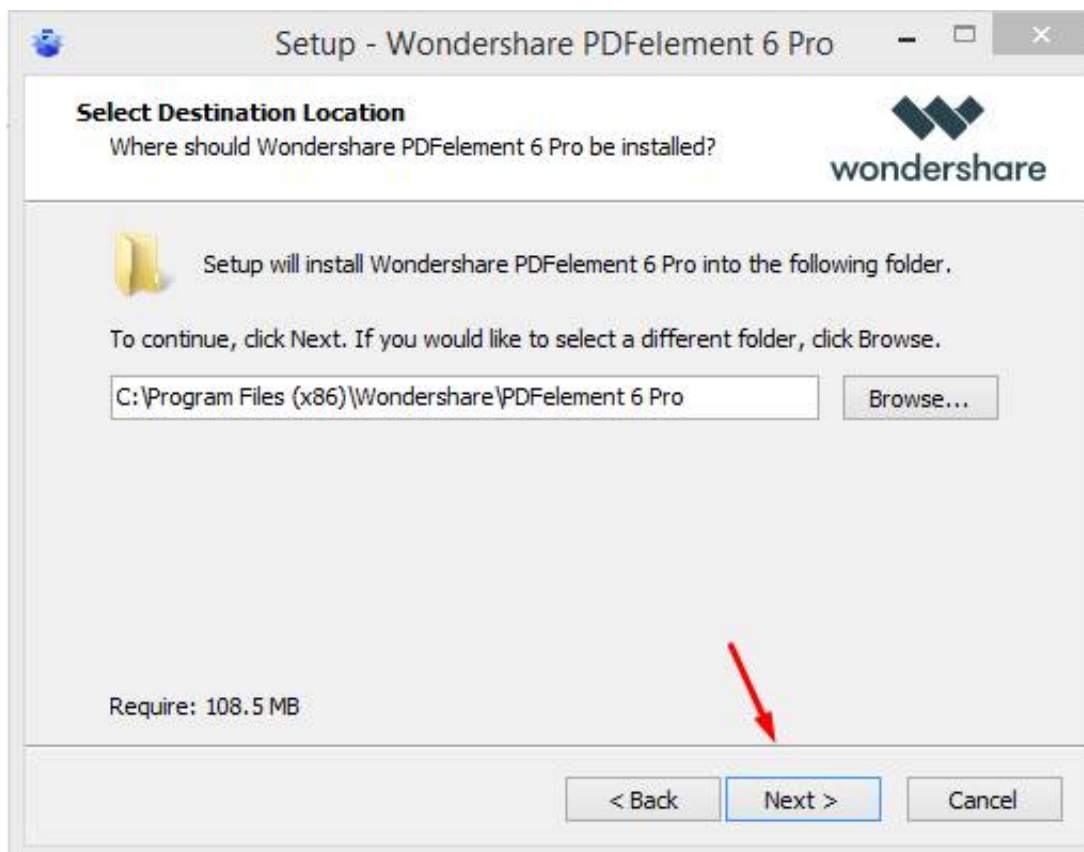 Setup - Wondershare PDFelement 6 Pro
Select Destination Location
Where should Wondershare PDFelement 6 Pro be installed?
wondershare
Setup will install Wondershare PDFelement 6 Pro into the following folder.
To continue, click Next. If you would like to select a different folder, click Browse.
C:\Program Files (x86)\Wondershare\PDFelement 6 Pro
Browse...
Require: 108.5 MB
< Back
Next >
Cancel